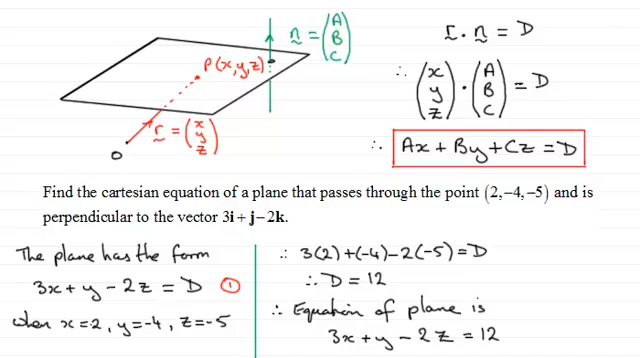 n = (A B C)
P(x, y, z)
r = (x y z)
O
r . n = D
∴ (x y z) . (A B C) = D
∴ Ax + By + Cz = D
Find the cartesian equation of a plane that passes through the point (2,−4,−5) and is
perpendicular to the vector 3i + j − 2k.
The plane has the form
3x + y − 2z = D ①
when x=2, y=−4, z=−5
∴ 3(2) + (−4) − 2(−5) = D
∴ D = 12
∴ Equation of plane is
3x + y − 2z = 12